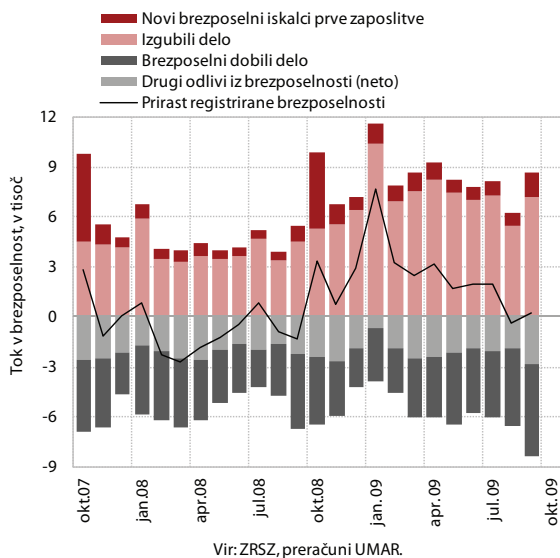 Novi brezposelni iskalci prve zaposlitve
Izgubili delo
Brezposelni dobili delo
Drugi odlivi iz brezposelnosti (neto)
Prirast registrirane brezposelnosti
Tok v brezposelnost, v tisoč
12
9
6
3
0
-3
-6
-9
okt.07
jan.08
apr.08
jul.08
okt.08
jan.09
apr.09
jul.09
okt.09
Vir: ZRSZ, preračuni UMAR.